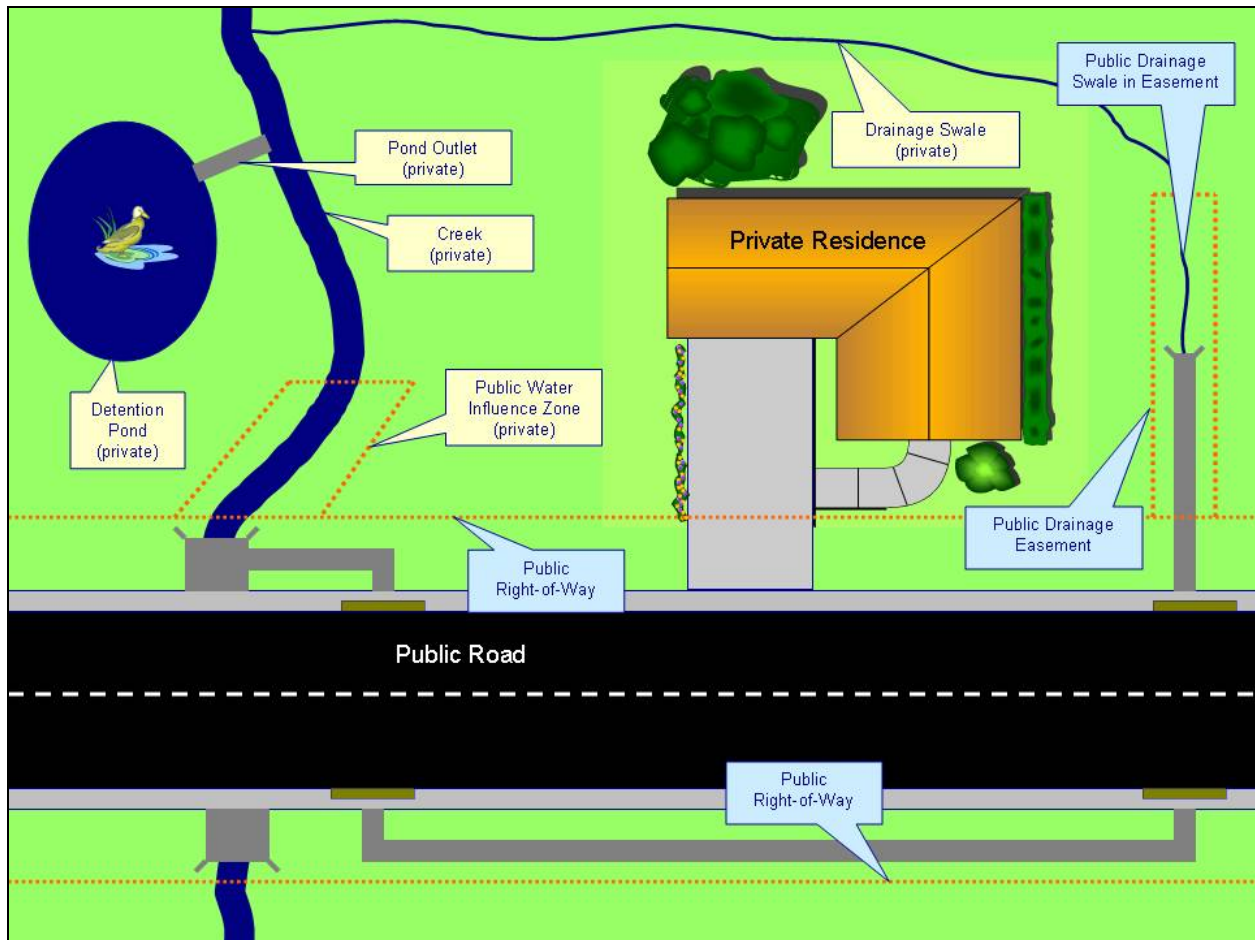 Public Drainage
Swale in Easement
Drainage Swale
(private)
Pond Outlet
(private)
Creek
(private)
Private Residence
Detention
Pond
(private)
Public Water
Influence Zone
(private)
Public Drainage
Easement
Public
Right-of-Way
Public Road
Public
Right-of-Way